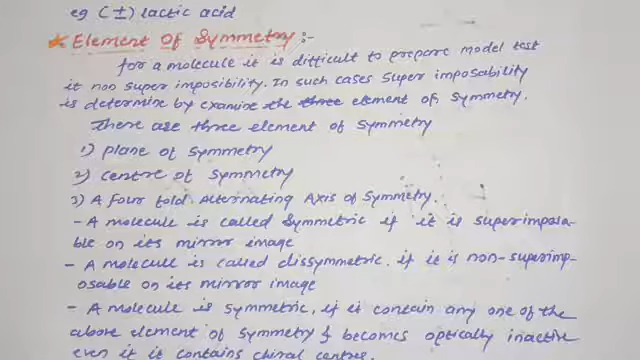 eg (±) lactic acid
* Element Of Symmetry :-
for a molecule it is difficult to prepare model test
it non super imposibility. In such cases super imposability
is determine by examine the three element of symmetry.
There are three element of symmetry
1) plane of symmetry
2) centre of symmetry
3) A four fold Alternating Axis of symmetry.
- A molecule is called symmetric if it is superimposa-
ble on its mirror image
- A molecule is called dissymmetric, if it is non-superimp-
osable on its mirror image
- A molecule is symmetric, if it contain any one of the
above element of symmetry & becomes optically inactive
even if it contains chiral centres.